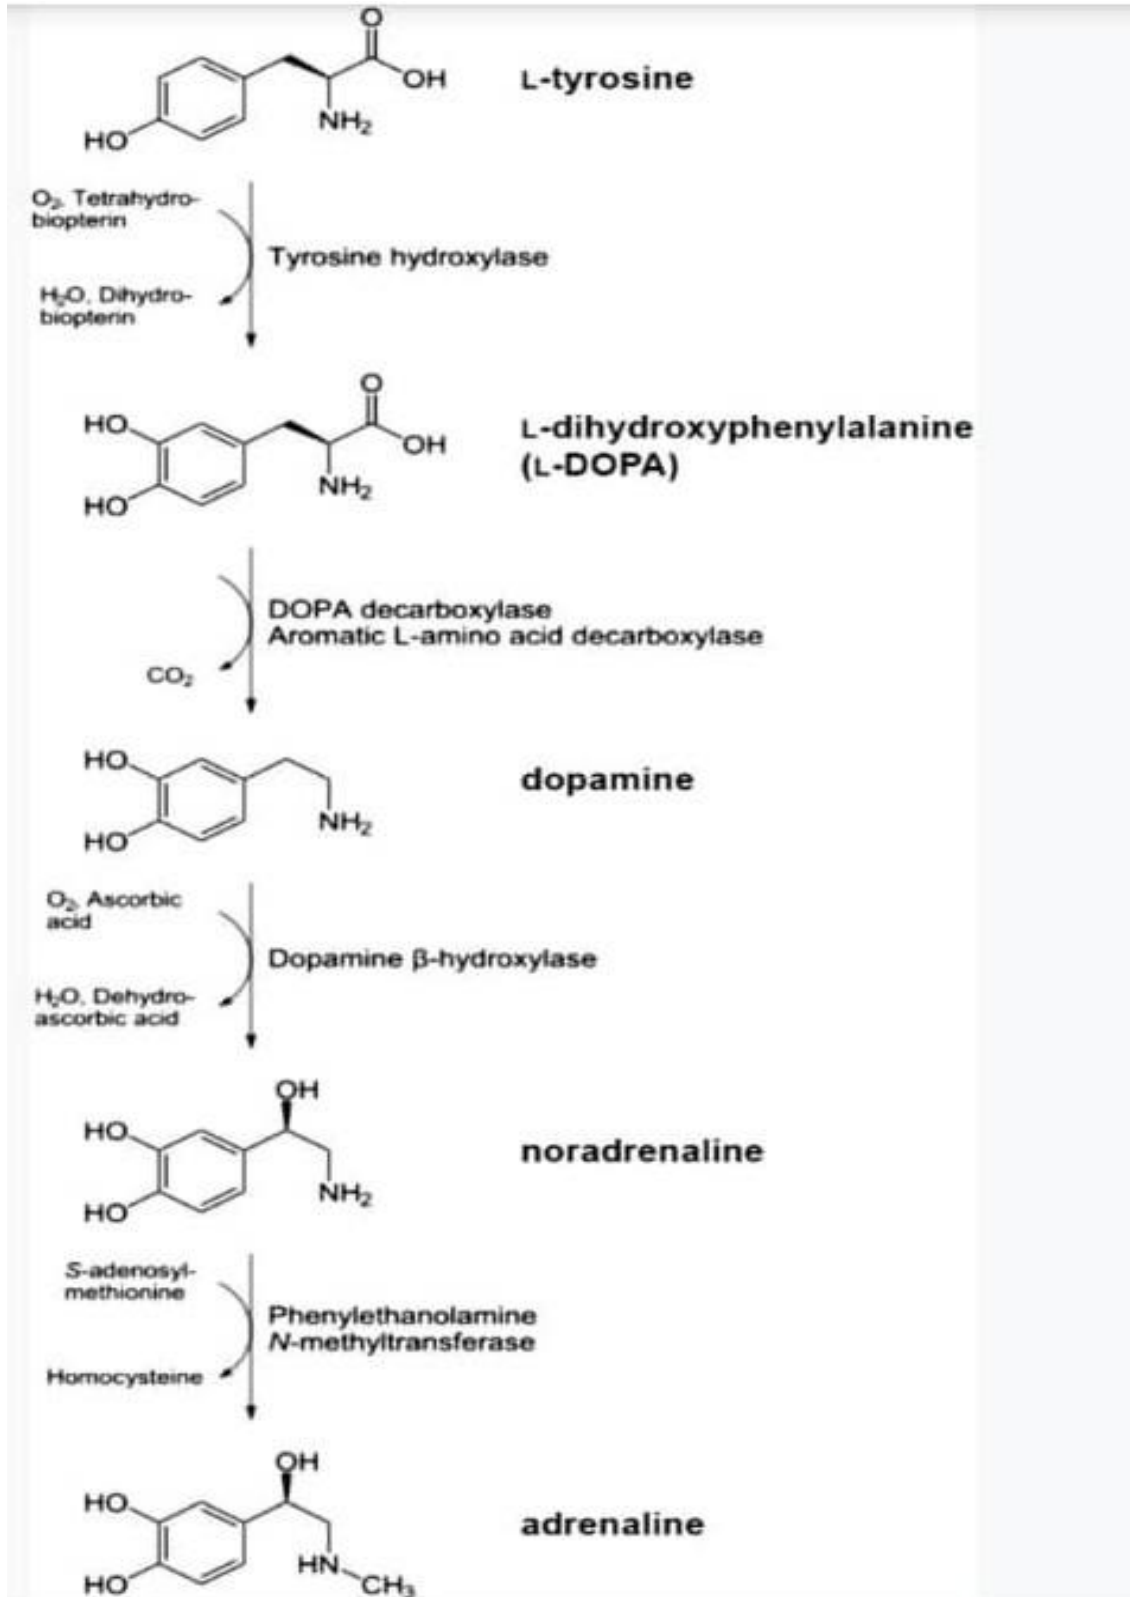 O
OH
L-tyrosine
NH₂
HO
O₂, Tetrahydro-
biopterin
Tyrosine hydroxylase
H₂O, Dihydro-
biopterin
O
HO
OH
L-dihydroxyphenylalanine
(L-DOPA)
NH₂
HO
DOPA decarboxylase
Aromatic L-amino acid decarboxylase
CO₂
HO
dopamine
NH₂
HO
O₂, Ascorbic
acid
Dopamine β-hydroxylase
H₂O, Dehydro-
ascorbic acid
OH
HO
noradrenaline
NH₂
HO
S-adenosyl-
methionine
Phenylethanolamine
N-methyltransferase
Homocysteine
OH
HO
adrenaline
HN
CH₃
HO